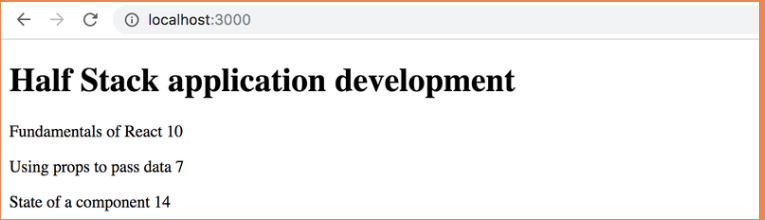 localhost:3000
Half Stack application development
Fundamentals of React 10
Using props to pass data 7
State of a component 14